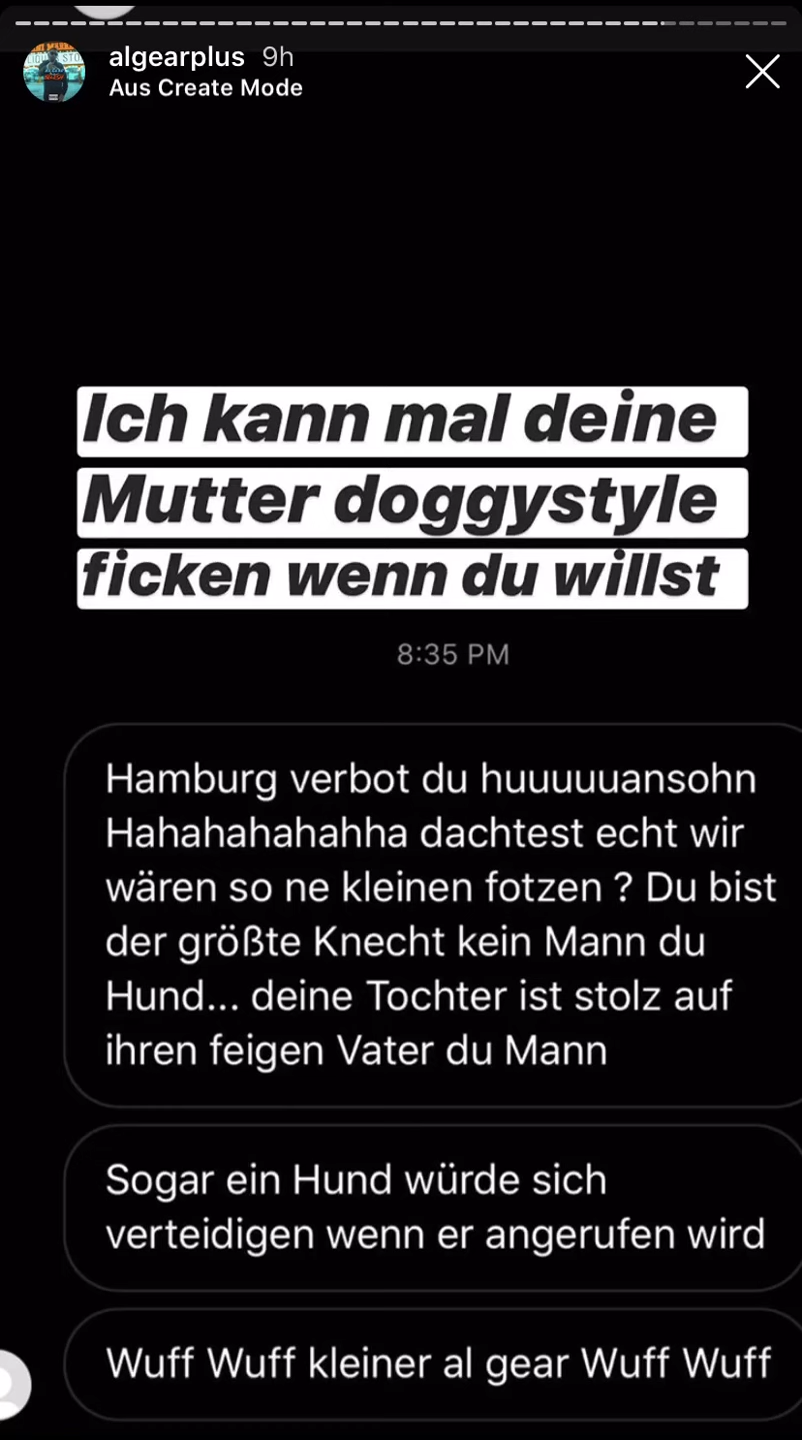 algearplus 9h
Aus Create Mode
Ich kann mal deine
Mutter doggystyle
ficken wenn du willst
8:35 PM
Hamburg verbot du huuuuuansohn
Hahahahahahha dachtest echt wir
wären so ne kleinen fotzen ? Du bist
der größte Knecht kein Mann du
Hund... deine Tochter ist stolz auf
ihren feigen Vater du Mann
Sogar ein Hund würde sich
verteidigen wenn er angerufen wird
Wuff Wuff kleiner al gear Wuff Wuff